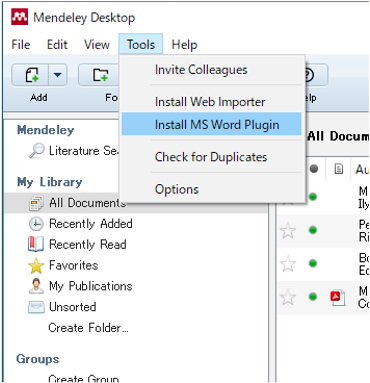 Mendeley Desktop
File Edit View Tools Help
Invite Colleagues
Install Web Importer
Install MS Word Plugin
Check for Duplicates
Options
Add
Mendeley
My Library
All Documents
Recently Added
Recently Read
Favorites
My Publications
Unsorted
Create Folder...
Groups
Create Group